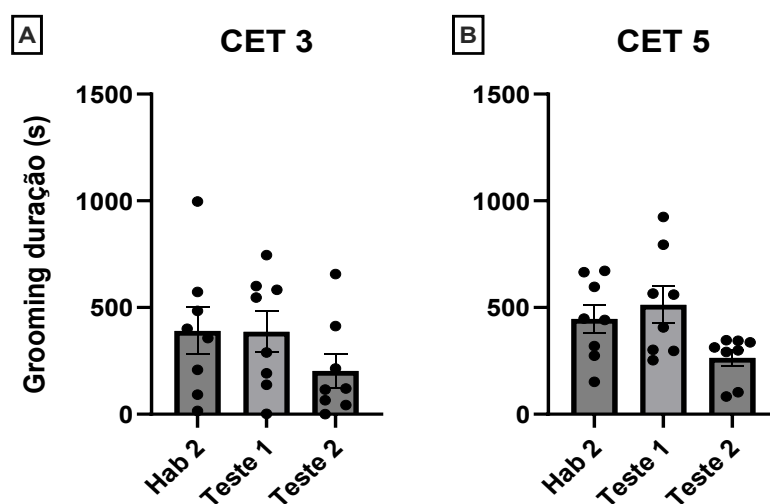 A
CET 3
B
CET 5
Grooming duração (s)
1500
1000
500
0
Hab 2
Teste 1
Teste 2
1500
1000
500
0
Hab 2
Teste 1
Teste 2